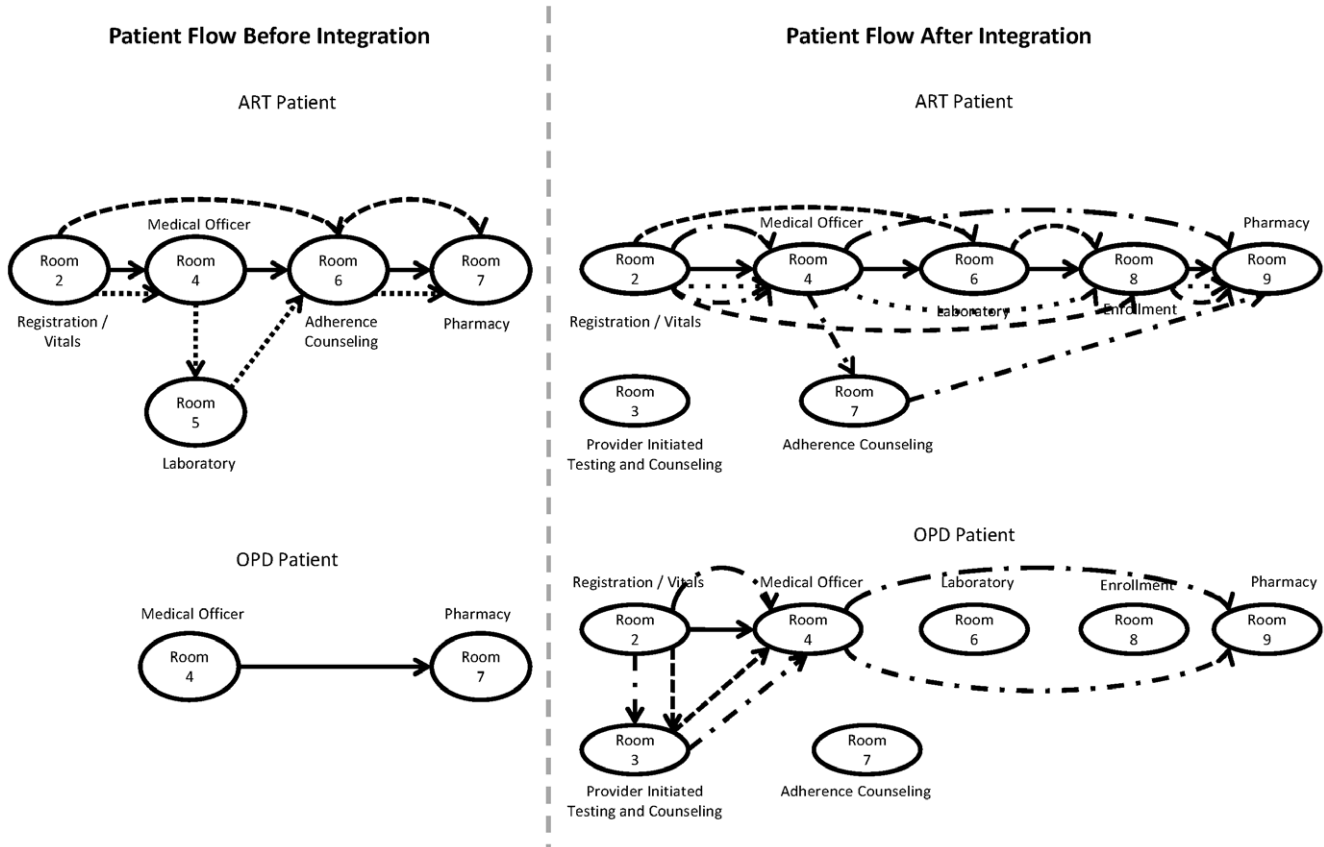 Patient Flow Before Integration
ART Patient
Medical Officer
Room
2
Room
4
Room
6
Room
7
Registration /
Vitals
Adherence
Counseling
Pharmacy
Room
5
Laboratory
OPD Patient
Medical Officer
Pharmacy
Room
4
Room
7
Patient Flow After Integration
ART Patient
Medical Officer
Pharmacy
Room
2
Room
4
Room
6
Room
8
Room
9
Registration / Vitals
Laboratory
Enrollment
Room
3
Room
7
Provider Initiated
Testing and Counseling
Adherence Counseling
OPD Patient
Registration / Vitals
Medical Officer
Laboratory
Enrollment
Pharmacy
Room
2
Room
4
Room
6
Room
8
Room
9
Room
3
Room
7
Provider Initiated
Testing and Counseling
Adherence Counseling